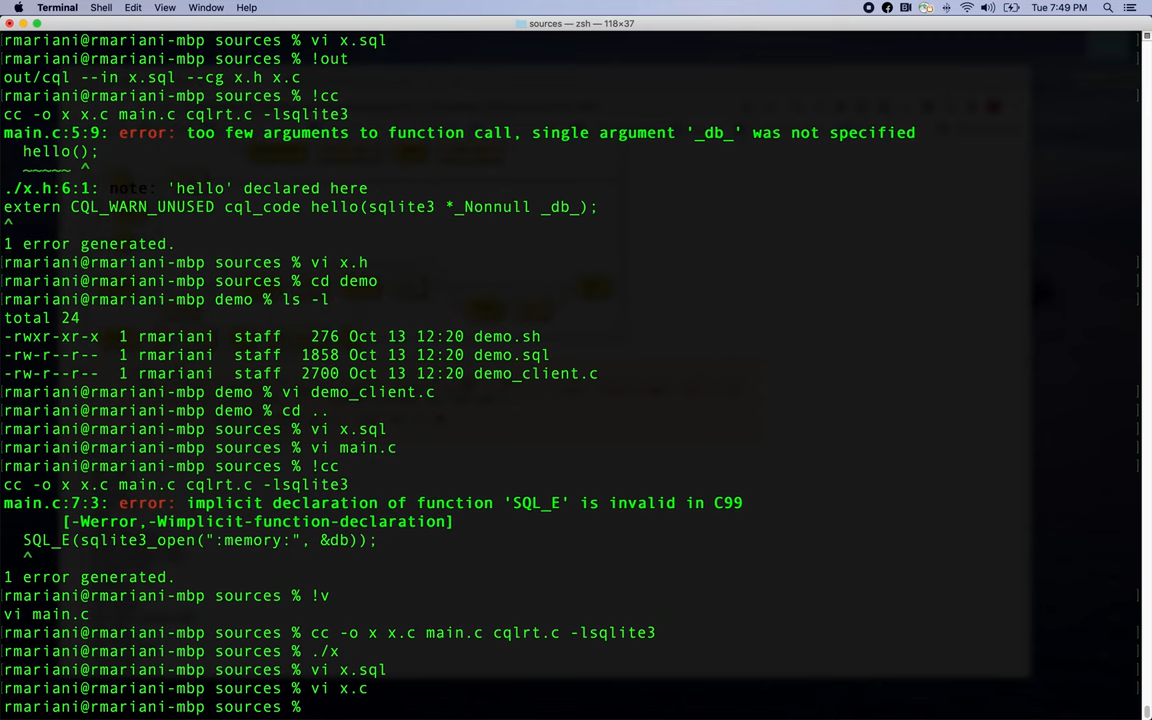 Terminal Shell Edit View Window Help Tue 7:49 PM
sources — zsh — 118×37
rmariani@rmariani-mbp sources % vi x.sql
rmariani@rmariani-mbp sources % !out
out/cql --in x.sql --cg x.h x.c
rmariani@rmariani-mbp sources % !cc
cc -o x x.c main.c cqlrt.c -lsqlite3
main.c:5:9: error: too few arguments to function call, single argument '_db_' was not specified
  hello();
  ~~~~~ ^
./x.h:6:1: note: 'hello' declared here
extern CQL_WARN_UNUSED cql_code hello(sqlite3 *_Nonnull _db_);
^
1 error generated.
rmariani@rmariani-mbp sources % vi x.h
rmariani@rmariani-mbp sources % cd demo
rmariani@rmariani-mbp demo % ls -l
total 24
-rwxr-xr-x  1 rmariani  staff   276 Oct 13 12:20 demo.sh
-rw-r--r--  1 rmariani  staff  1858 Oct 13 12:20 demo.sql
-rw-r--r--  1 rmariani  staff  2700 Oct 13 12:20 demo_client.c
rmariani@rmariani-mbp demo % vi demo_client.c
rmariani@rmariani-mbp demo % cd ..
rmariani@rmariani-mbp sources % vi x.sql
rmariani@rmariani-mbp sources % vi main.c
rmariani@rmariani-mbp sources % !cc
cc -o x x.c main.c cqlrt.c -lsqlite3
main.c:7:3: error: implicit declaration of function 'SQL_E' is invalid in C99
      [-Werror,-Wimplicit-function-declaration]
  SQL_E(sqlite3_open(":memory:", &db));
  ^
1 error generated.
rmariani@rmariani-mbp sources % !v
vi main.c
rmariani@rmariani-mbp sources % cc -o x x.c main.c cqlrt.c -lsqlite3
rmariani@rmariani-mbp sources % ./x
rmariani@rmariani-mbp sources % vi x.sql
rmariani@rmariani-mbp sources % vi x.c
rmariani@rmariani-mbp sources %